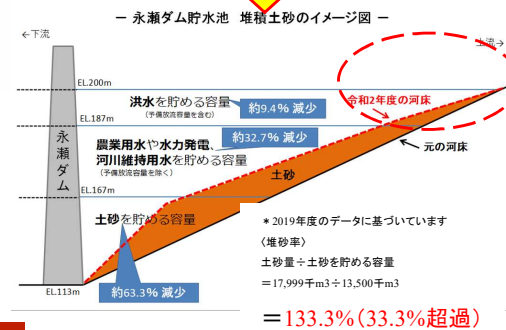 － 永瀬ダム貯水池 堆積土砂のイメージ図 －
←下流
上流→
EL.200m
洪水を貯める容量
(予備放流容量を含む)
約9.4% 減少
令和2年度の河床
EL.187m
農業用水や水力発電、
河川維持用水を貯める容量
(予備放流容量を除く)
約32.7% 減少
元の河床
永瀬ダム
土砂
EL.167m
土砂を貯める容量
約63.3% 減少
EL.113m
＊2019年度のデータに基づいています
〈堆砂率〉
土砂量÷土砂を貯める容量
＝17,999千m3÷13,500千m3
＝133.3%(33.3%超過)